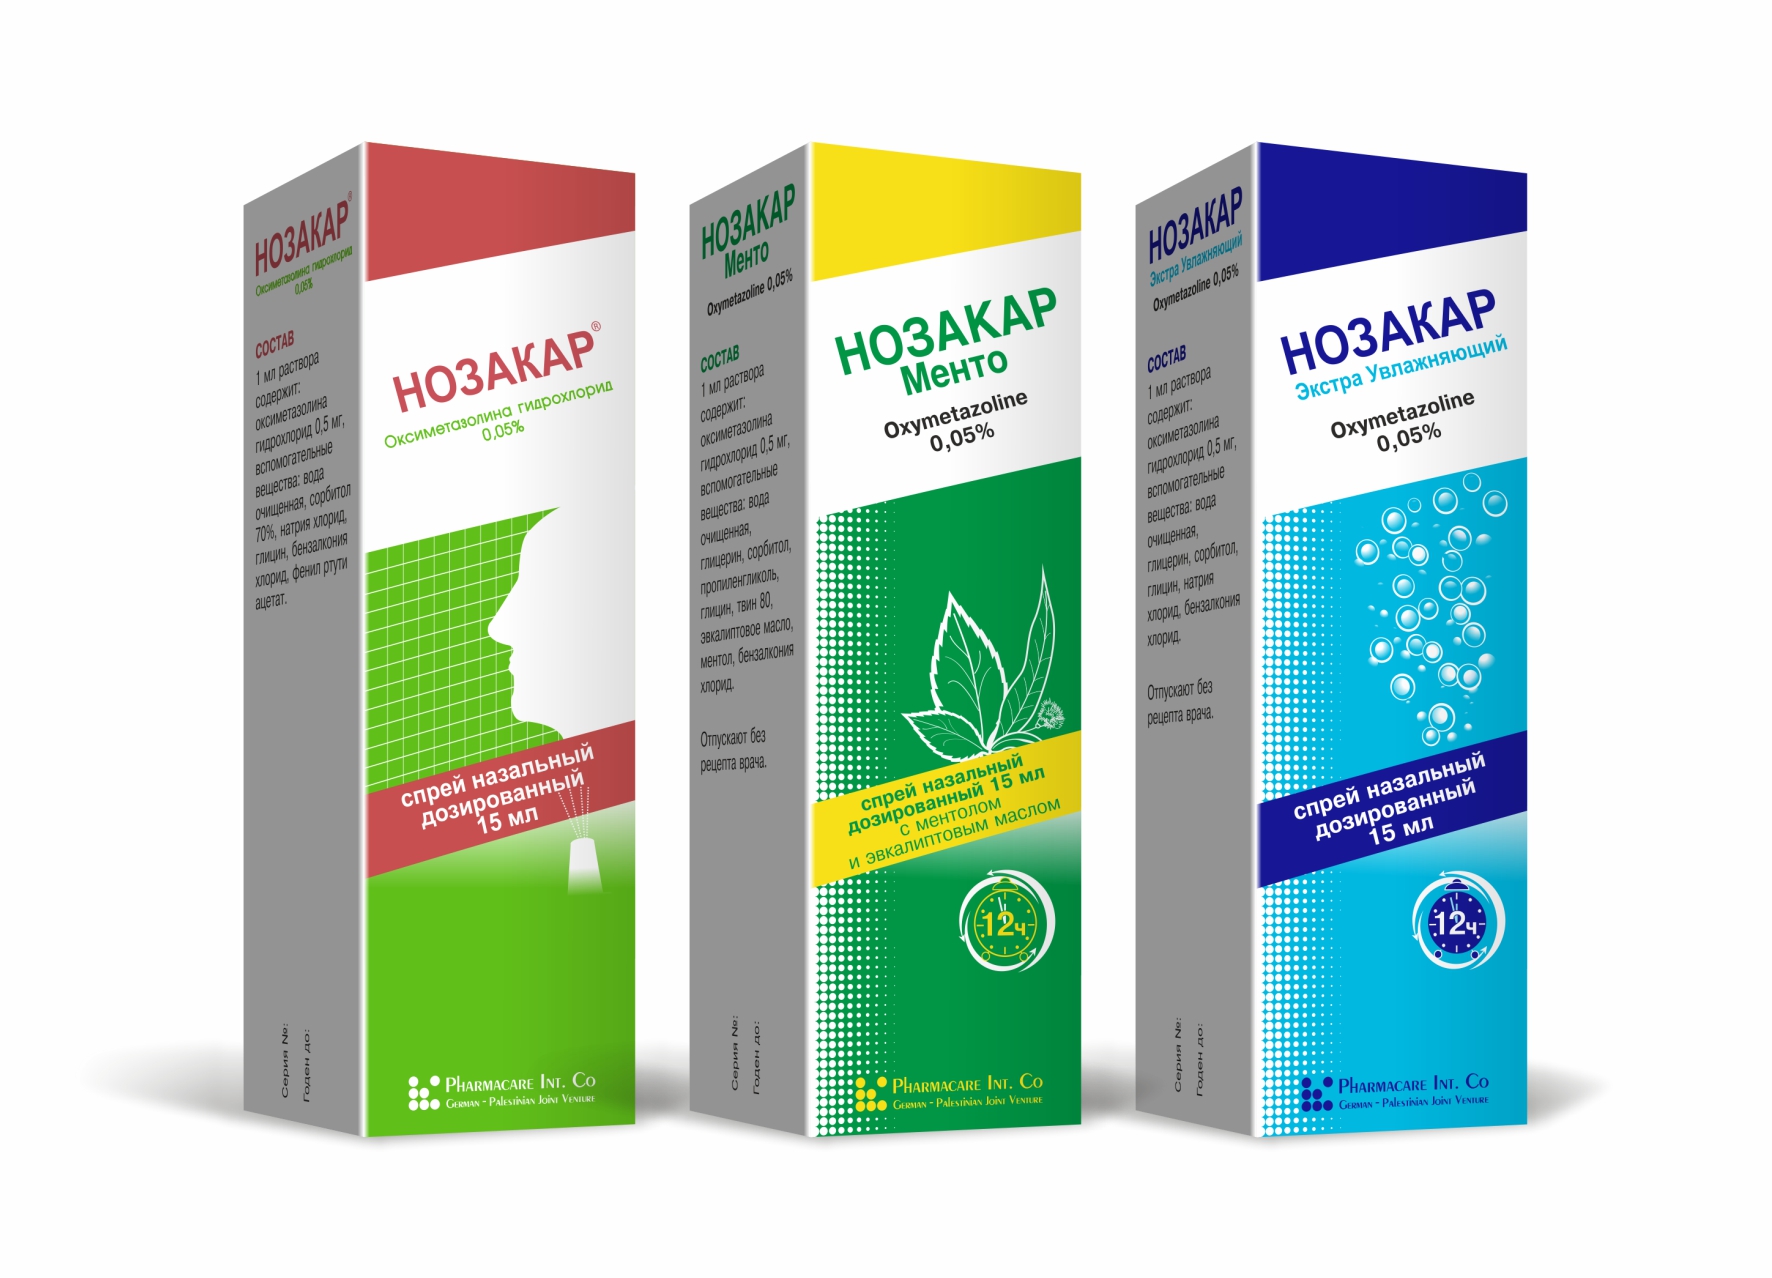 НОЗАКАР®
Оксиметазолина гидрохлорид
0,05%
СОСТАВ
1 мл раствора
содержит:
оксиметазолина
гидрохлорид 0,5 мг,
вспомогательные
вещества: вода
очищенная, сорбитол
70%, натрия хлорид,
глицин, бензалкония
хлорид, фенил ртути
ацетат.
Серия №:
Годен до:
НОЗАКАР®
Оксиметазолина гидрохлорид
0,05%
спрей назальный
дозированный
15 мл
Pharmacare Int. Co
German - Palestinian Joint Venture
НОЗАКАР
Менто
Oxymetazoline 0,05%
СОСТАВ
1 мл раствора
содержит:
оксиметазолина
гидрохлорид 0,5 мг,
вспомогательные
вещества: вода
очищенная,
глицерин, сорбитол,
пропиленгликоль,
глицин, твин 80,
эвкалиптовое масло,
ментол, бензалкония
хлорид.
Отпускают без
рецепта врача.
Серия №:
Годен до:
НОЗАКАР
Менто
Oxymetazoline
0,05%
спрей назальный
дозированный 15 мл
с ментолом
и эвкалиптовым маслом
12ч
Pharmacare Int. Co
German - Palestinian Joint Venture
НОЗАКАР
Экстра Увлажняющий
Oxymetazoline 0,05%
СОСТАВ
1 мл раствора
содержит:
оксиметазолина
гидрохлорид 0,5 мг,
вспомогательные
вещества: вода
очищенная,
глицерин, сорбитол,
глицин, натрия
хлорид, бензалкония
хлорид.
Отпускают без
рецепта врача.
Серия №:
Годен до:
НОЗАКАР
Экстра Увлажняющий
Oxymetazoline
0,05%
спрей назальный
дозированный
15 мл
12ч
Pharmacare Int. Co
German - Palestinian Joint Venture